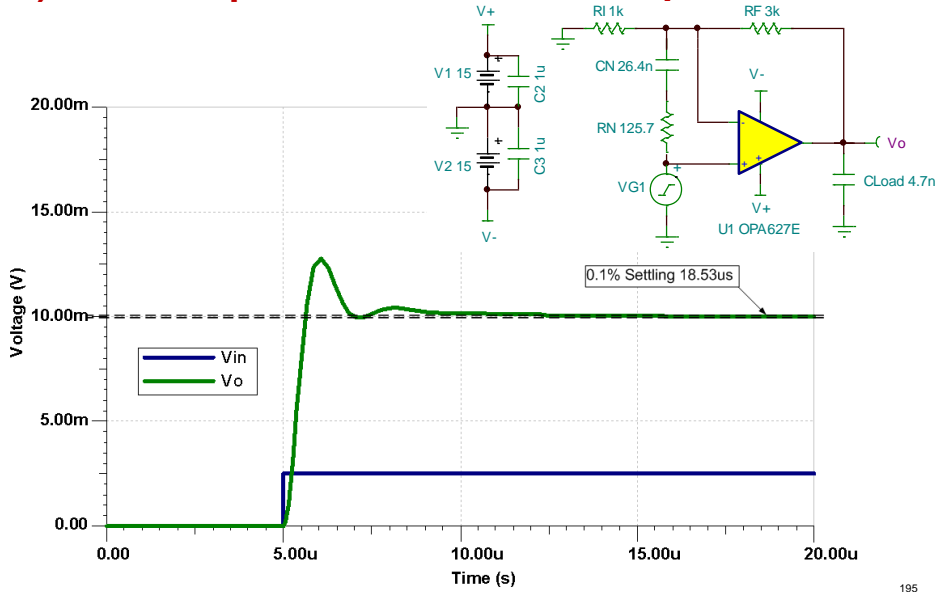 V+
V1 15
+
C2 1u
V2 15
+
C3 1u
V-
RI 1k
RF 3k
CN 26.4n
RN 125.7
V-
-
+
+
+
VG1
V+
U1 OPA627E
Vo
CLoad 4.7n
0.1% Settling 18.53us
Vin
Vo
Voltage (V)
20.00m
15.00m
10.00m
5.00m
0.00
0.00
5.00u
10.00u
15.00u
20.00u
Time (s)
195